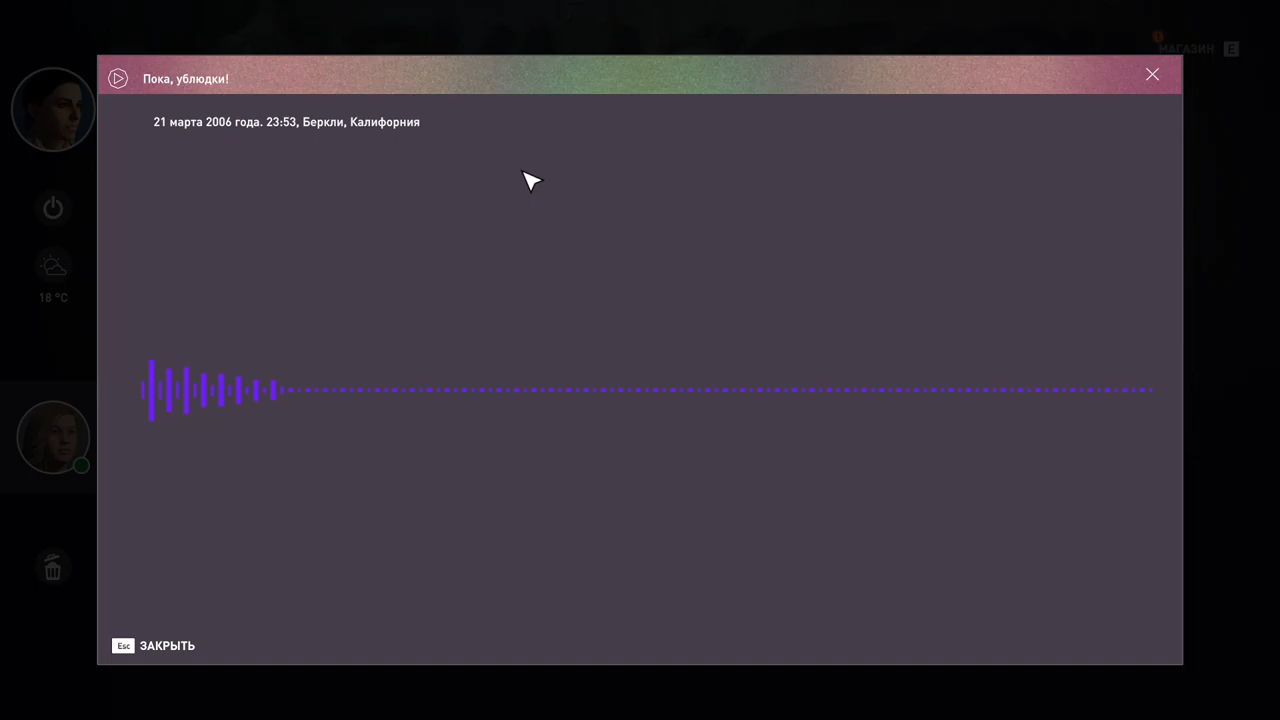 МАГАЗИН E
Пока, ублюдки!
21 марта 2006 года. 23:53, Беркли, Калифорния
18 °C
Esc ЗАКРЫТЬ